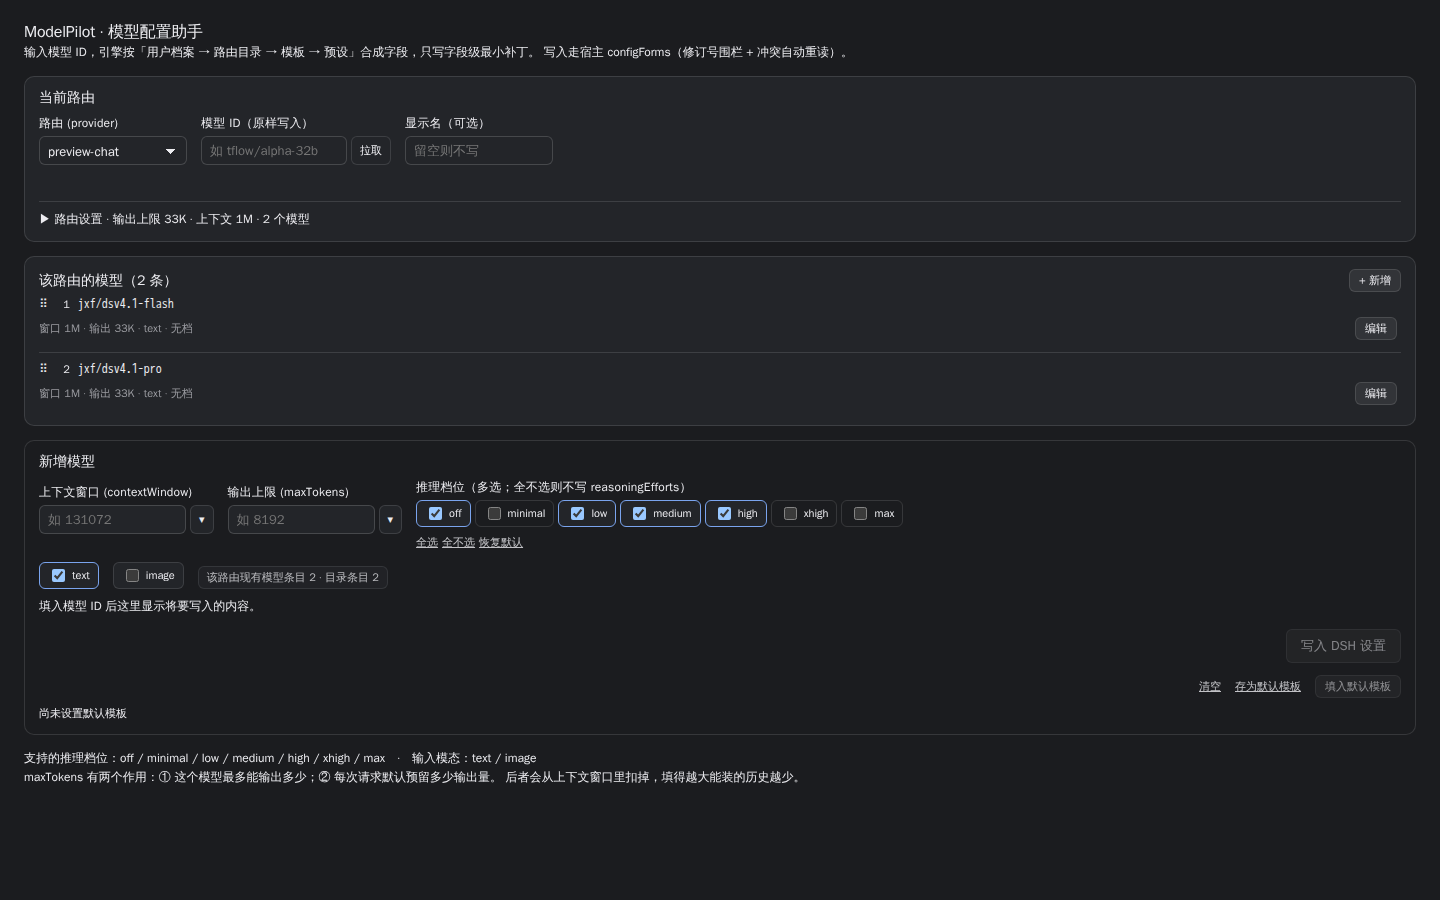 ModelPilot · 模型配置助手
输入模型 ID，引擎按「用户档案 → 路由目录 → 模板 → 预设」合成字段，只写字段级最小补丁。 写入走宿主 configForms（修订号围栏 + 冲突自动重读）。
当前路由
路由 (provider) 模型 ID（原样写入） 显示名（可选）
preview-chat 如 tflow/alpha-32b 拉取 留空则不写
▶ 路由设置 · 输出上限 33K · 上下文 1M · 2 个模型
该路由的模型（2 条） + 新增
⠿ 1 jxf/dsv4.1-flash
窗口 1M · 输出 33K · text · 无档 编辑
⠿ 2 jxf/dsv4.1-pro
窗口 1M · 输出 33K · text · 无档 编辑
新增模型
上下文窗口 (contextWindow) 输出上限 (maxTokens) 推理档位（多选；全不选则不写 reasoningEfforts）
如 131072 ▾ 如 8192 ▾ off minimal low medium high xhigh max
全选 全不选 恢复默认
text image 该路由现有模型条目 2 · 目录条目 2
填入模型 ID 后这里显示将要写入的内容。
写入 DSH 设置
清空 存为默认模板 填入默认模板
尚未设置默认模板
支持的推理档位：off / minimal / low / medium / high / xhigh / max · 输入模态：text / image
maxTokens 有两个作用：① 这个模型最多能输出多少；② 每次请求默认预留多少输出量。 后者会从上下文窗口里扣掉，填得越大能装的历史越少。